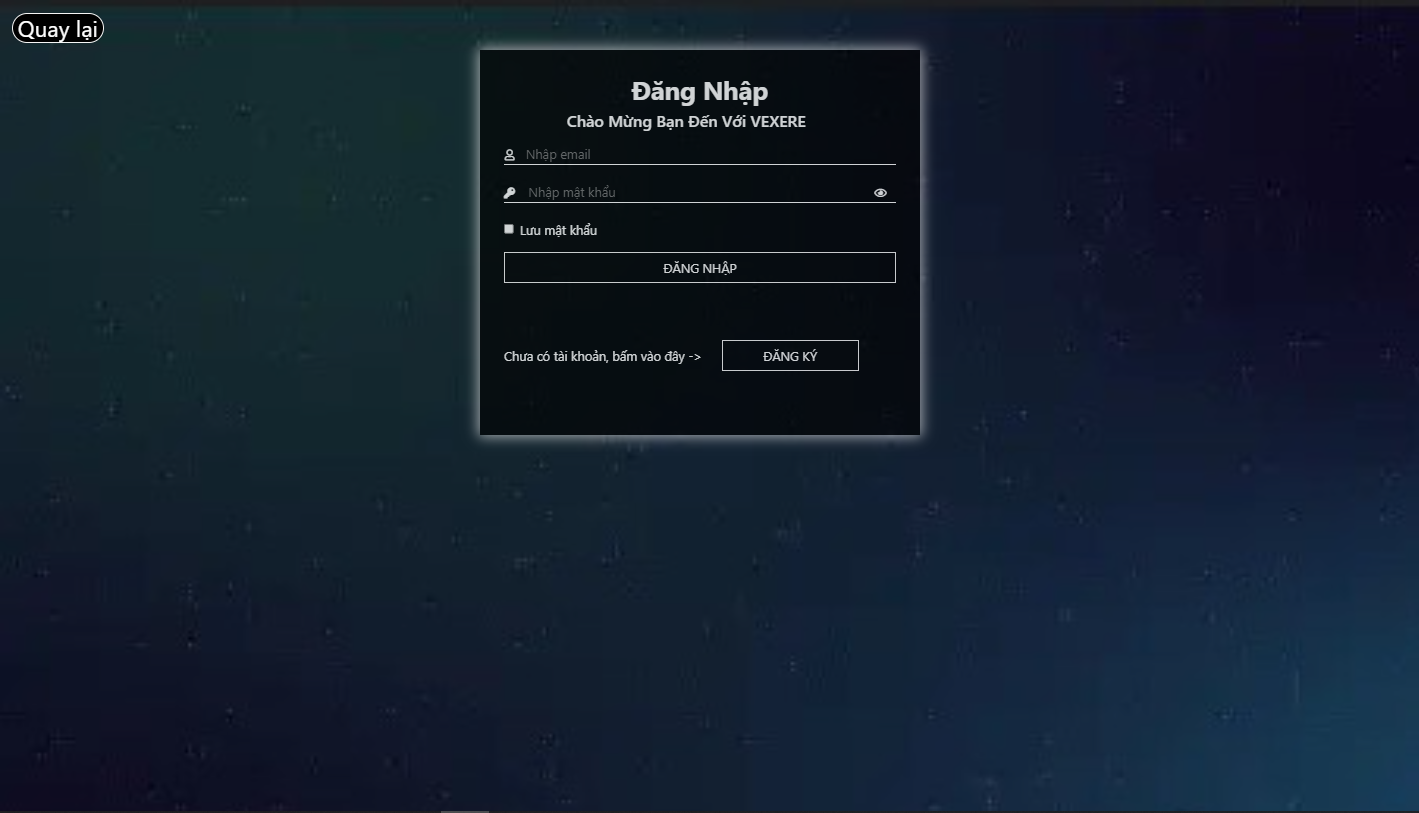 Quay lại
Đăng Nhập
Chào Mừng Bạn Đến Với VEXERE
Nhập email
Nhập mật khẩu
Lưu mật khẩu
ĐĂNG NHẬP
Chưa có tài khoản, bấm vào đây -> ĐĂNG KÝ